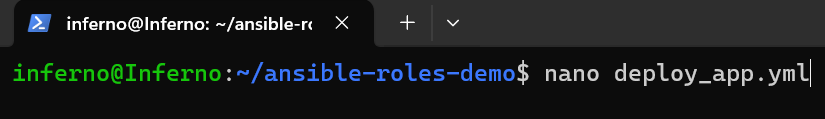 inferno@Inferno: ~/ansible-ro
inferno@Inferno:~/ansible-roles-demo$ nano deploy_app.yml